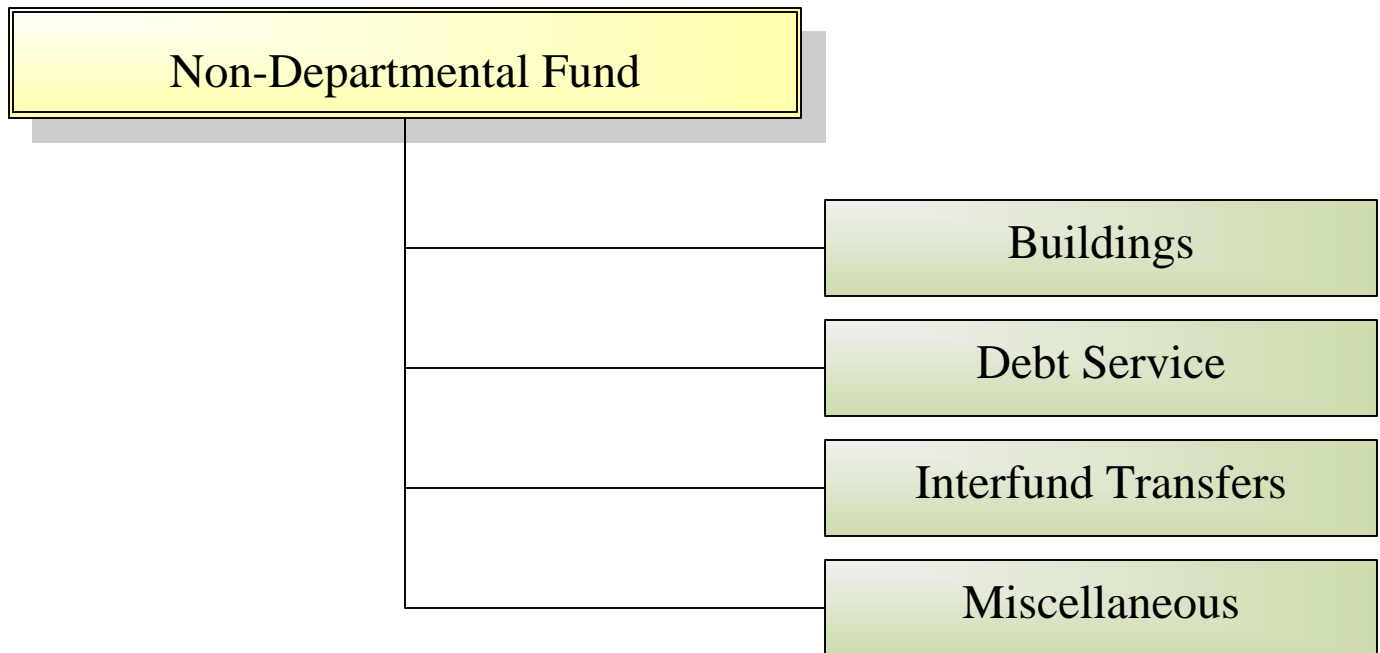 Non-Departmental Fund
Buildings
Debt Service
Interfund Transfers
Miscellaneous